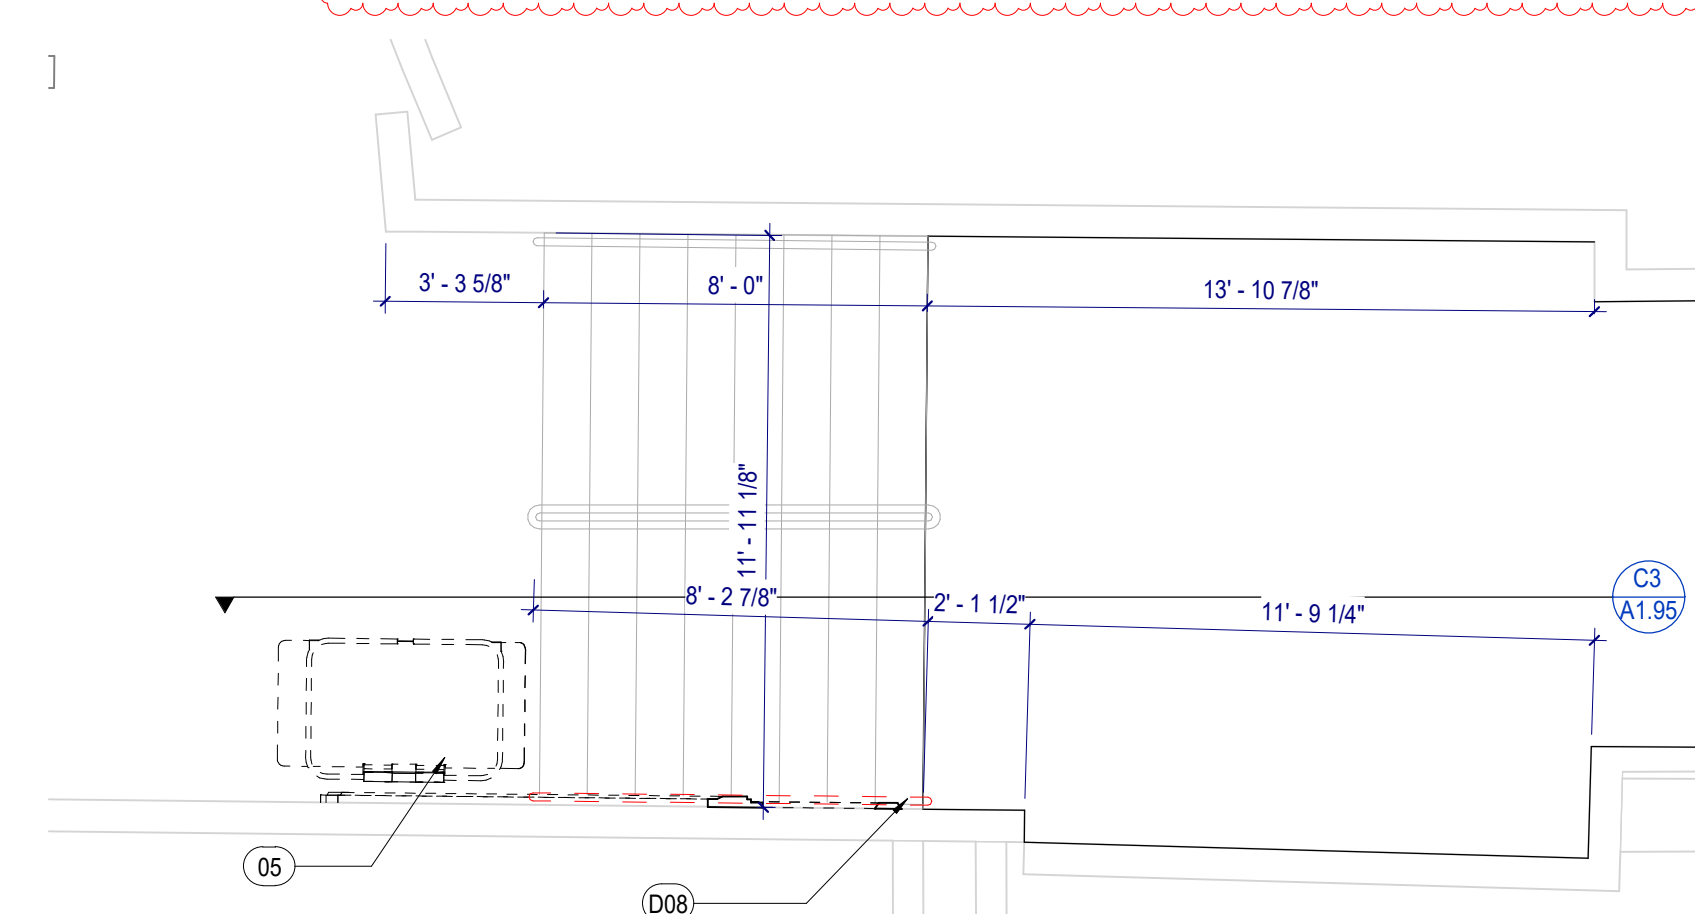 3' - 3 5/8"
8' - 0"
13' - 10 7/8"
11' - 11 1/8"
8' - 2 7/8"
2' - 1 1/2"
11' - 9 1/4"
C3
A1.95
05
D08